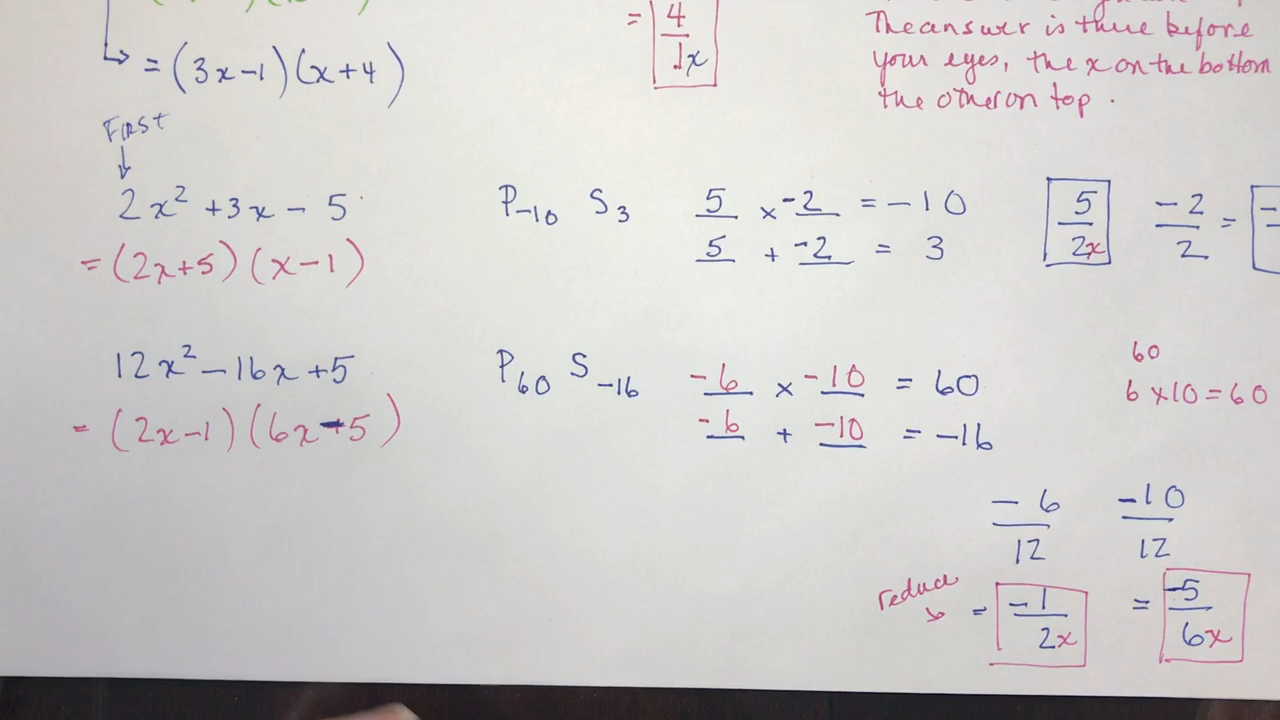 = (3x-1)(x+4)
= 4/1x
The answer is there before
your eyes, the x on the bottom
the other on top.
First
2x² + 3x - 5
= (2x+5)(x-1)
P₋₁₀ S₃
5 × -2 = -10
5 + -2 = 3
5/2x
-2/2 =
12x² - 16x + 5
= (2x-1)(6x-5)
P₆₀ S₋₁₆
-6 × -10 = 60
-6 + -10 = -16
60
6 × 10 = 60
-6/12
-10/12
reduce
= -1/2x
= -5/6x